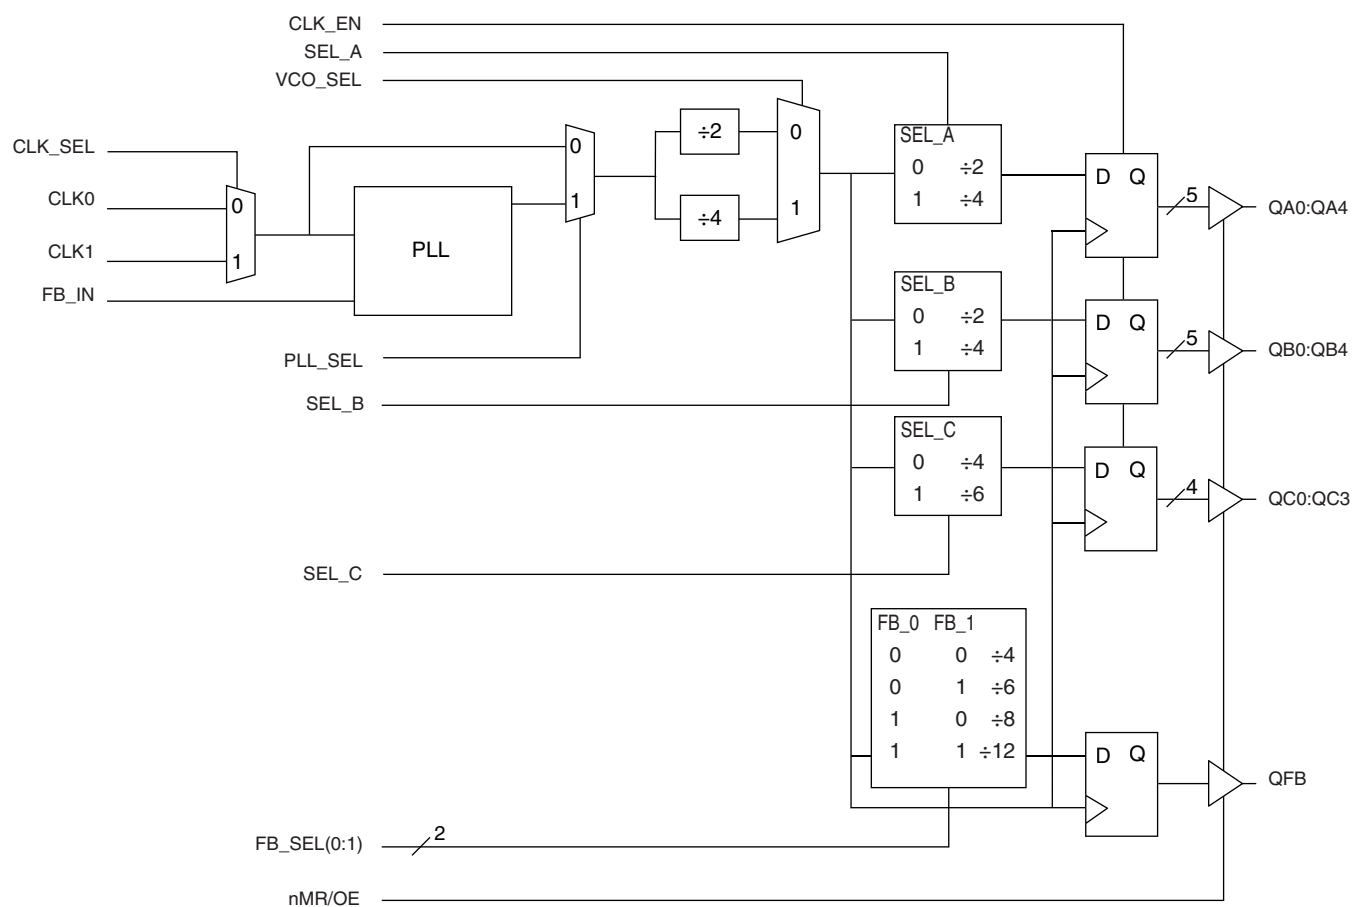 CLK_EN
SEL_A
VCO_SEL
CLK_SEL
CLK0
CLK1
FB_IN
0
1
PLL
PLL_SEL
0
1
÷2
÷4
0
1
SEL_A
0 ÷2
1 ÷4
D Q
5
QA0:QA4
SEL_B
0 ÷2
1 ÷4
D Q
5
QB0:QB4
SEL_B
SEL_C
0 ÷4
1 ÷6
D Q
4
QC0:QC3
SEL_C
FB_0 FB_1
0 0 ÷4
0 1 ÷6
1 0 ÷8
1 1 ÷12
D Q
QFB
FB_SEL(0:1)
2
nMR/OE